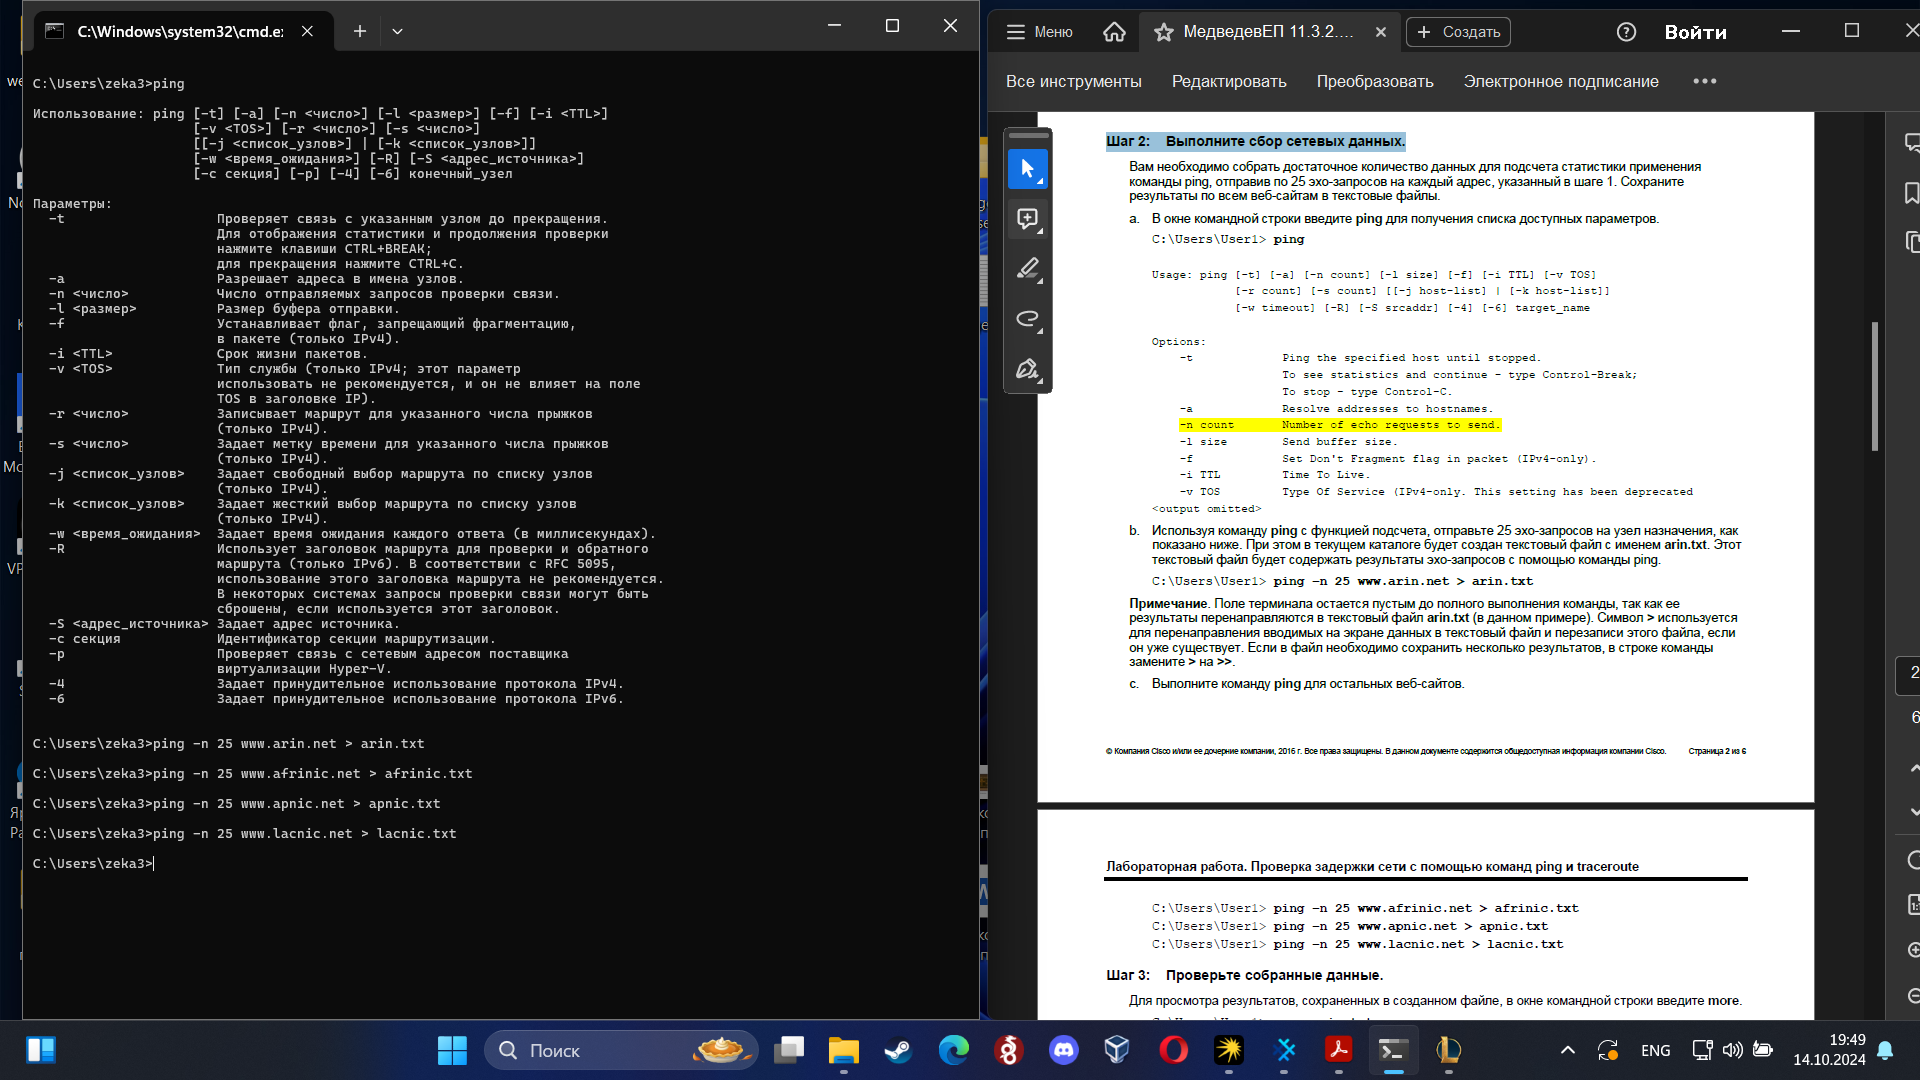 C:\Windows\system32\cmd.e
C:\Users\zeka3>ping
Использование: ping [-t] [-a] [-n <число>] [-l <размер>] [-f] [-i <TTL>]
[-v <TOS>] [-r <число>] [-s <число>]
[[-j <список_узлов>] | [-k <список_узлов>]]
[-w <время_ожидания>] [-R] [-S <адрес_источника>]
[-c секция] [-p] [-4] [-6] конечный_узел
Параметры:
-t Проверяет связь с указанным узлом до прекращения.
Для отображения статистики и продолжения проверки
нажмите клавиши CTRL+BREAK;
для прекращения нажмите CTRL+C.
-a Разрешает адреса в имена узлов.
-n <число> Число отправляемых запросов проверки связи.
-l <размер> Размер буфера отправки.
-f Устанавливает флаг, запрещающий фрагментацию,
в пакете (только IPv4).
-i <TTL> Срок жизни пакетов.
-v <TOS> Тип службы (только IPv4; этот параметр
использовать не рекомендуется, и он не влияет на поле
TOS в заголовке IP).
-r <число> Записывает маршрут для указанного числа прыжков
(только IPv4).
-s <число> Задает метку времени для указанного числа прыжков
(только IPv4).
-j <список_узлов> Задает свободный выбор маршрута по списку узлов
(только IPv4).
-k <список_узлов> Задает жесткий выбор маршрута по списку узлов
(только IPv4).
-w <время_ожидания> Задает время ожидания каждого ответа (в миллисекундах).
-R Использует заголовок маршрута для проверки и обратного
маршрута (только IPv6). В соответствии с RFC 5095,
использование этого заголовка маршрута не рекомендуется.
В некоторых системах запросы проверки связи могут быть
сброшены, если используется этот заголовок.
-S <адрес_источника> Задает адрес источника.
-c секция Идентификатор секции маршрутизации.
-p Проверяет связь с сетевым адресом поставщика
виртуализации Hyper-V.
-4 Задает принудительное использование протокола IPv4.
-6 Задает принудительное использование протокола IPv6.
C:\Users\zeka3>ping -n 25 www.arin.net > arin.txt
C:\Users\zeka3>ping -n 25 www.afrinic.net > afrinic.txt
C:\Users\zeka3>ping -n 25 www.apnic.net > apnic.txt
C:\Users\zeka3>ping -n 25 www.lacnic.net > lacnic.txt
C:\Users\zeka3>
Меню
МедведевЕП 11.3.2....
Создать
Войти
Все инструменты Редактировать Преобразовать Электронное подписание
Шаг 2: Выполните сбор сетевых данных.
Вам необходимо собрать достаточное количество данных для подсчета статистики применения
команды ping, отправив по 25 эхо-запросов на каждый адрес, указанный в шаге 1. Сохраните
результаты по всем веб-сайтам в текстовые файлы.
a. В окне командной строки введите ping для получения списка доступных параметров.
C:\Users\User1> ping
Usage: ping [-t] [-a] [-n count] [-l size] [-f] [-i TTL] [-v TOS]
[-r count] [-s count] [[-j host-list] | [-k host-list]]
[-w timeout] [-R] [-S srcaddr] [-4] [-6] target_name
Options:
-t Ping the specified host until stopped.
To see statistics and continue - type Control-Break;
To stop - type Control-C.
-a Resolve addresses to hostnames.
-n count Number of echo requests to send.
-l size Send buffer size.
-f Set Don't Fragment flag in packet (IPv4-only).
-i TTL Time To Live.
-v TOS Type Of Service (IPv4-only. This setting has been deprecated
<output omitted>
b. Используя команду ping с функцией подсчета, отправьте 25 эхо-запросов на узел назначения, как
показано ниже. При этом в текущем каталоге будет создан текстовый файл с именем arin.txt. Этот
текстовый файл будет содержать результаты эхо-запросов с помощью команды ping.
C:\Users\User1> ping –n 25 www.arin.net > arin.txt
Примечание. Поле терминала остается пустым до полного выполнения команды, так как ее
результаты перенаправляются в текстовый файл arin.txt (в данном примере). Символ > используется
для перенаправления вводимых на экране данных в текстовый файл и перезаписи этого файла, если
он уже существует. Если в файл необходимо сохранить несколько результатов, в строке команды
замените > на >>.
c. Выполните команду ping для остальных веб-сайтов.
© Компания Cisco и/или ее дочерние компании, 2016 г. Все права защищены. В данном документе содержится общедоступная информация компании Cisco. Страница 2 из 6
Лабораторная работа. Проверка задержки сети с помощью команд ping и traceroute
C:\Users\User1> ping –n 25 www.afrinic.net > afrinic.txt
C:\Users\User1> ping –n 25 www.apnic.net > apnic.txt
C:\Users\User1> ping –n 25 www.lacnic.net > lacnic.txt
Шаг 3: Проверьте собранные данные.
Для просмотра результатов, сохраненных в созданном файле, в окне командной строки введите more.
2
6
Поиск
ENG
19:49
14.10.2024